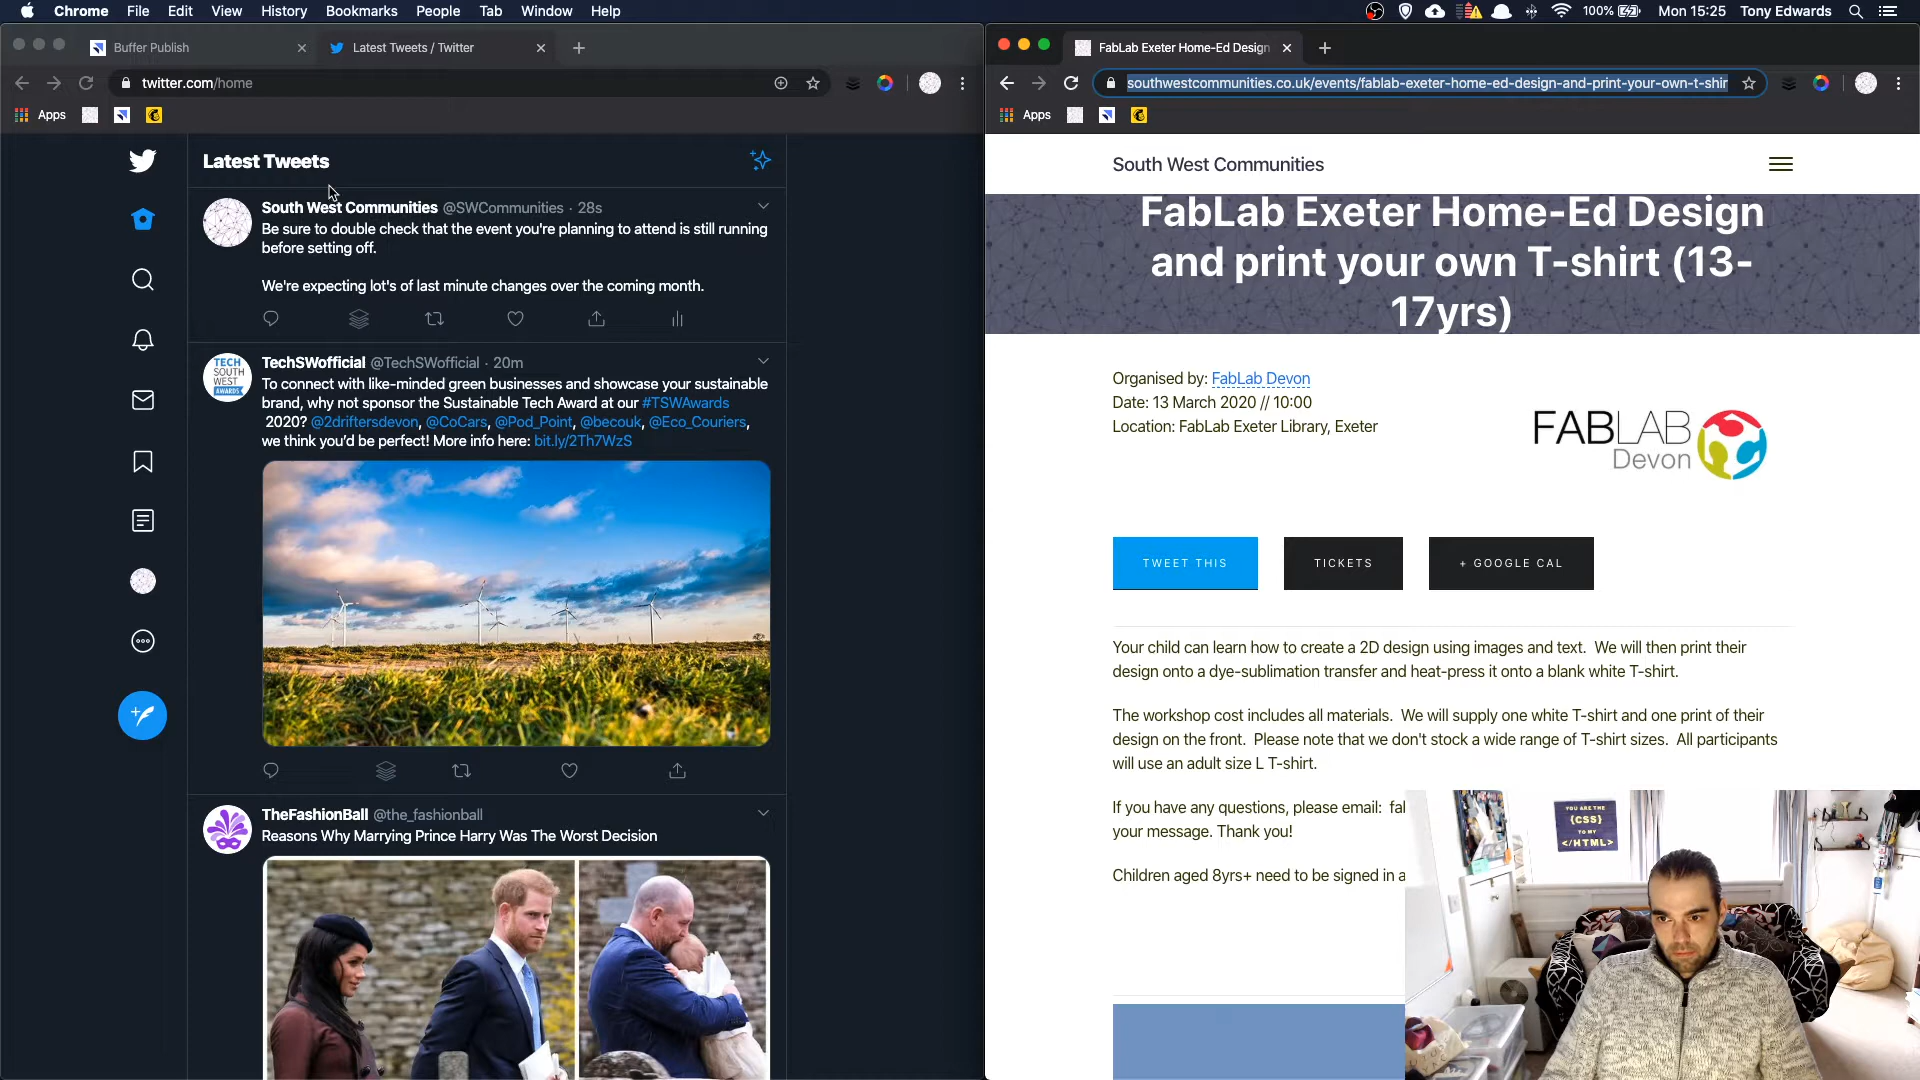 Chrome File Edit View History Bookmarks People Tab Window Help
100% Mon 15:25 Tony Edwards
Buffer Publish
Latest Tweets / Twitter
twitter.com/home
Apps
Latest Tweets
South West Communities @SWCommunities · 28s
Be sure to double check that the event you're planning to attend is still running
before setting off.
We're expecting lot's of last minute changes over the coming month.
TECH
SOUTH
WEST
AWARDS
TechSWofficial @TechSWofficial · 20m
To connect with like-minded green businesses and showcase your sustainable
brand, why not sponsor the Sustainable Tech Award at our #TSWAwards
2020? @2driftersdevon, @CoCars, @Pod_Point, @becouk, @Eco_Couriers,
we think you'd be perfect! More info here: bit.ly/2Th7WzS
TheFashionBall @the_fashionball
Reasons Why Marrying Prince Harry Was The Worst Decision
FabLab Exeter Home-Ed Design
southwestcommunities.co.uk/events/fablab-exeter-home-ed-design-and-print-your-own-t-shir
Apps
South West Communities
FabLab Exeter Home-Ed Design
and print your own T-shirt (13-
17yrs)
Organised by: FabLab Devon
Date: 13 March 2020 // 10:00
Location: FabLab Exeter Library, Exeter
FABLAB
Devon
TWEET THIS
TICKETS
+ GOOGLE CAL
Your child can learn how to create a 2D design using images and text. We will then print their
design onto a dye-sublimation transfer and heat-press it onto a blank white T-shirt.
The workshop cost includes all materials. We will supply one white T-shirt and one print of their
design on the front. Please note that we don't stock a wide range of T-shirt sizes. All participants
will use an adult size L T-shirt.
If you have any questions, please email: fab
your message. Thank you!
Children aged 8yrs+ need to be signed in a
YOU ARE THE
{CSS}
TO MY
</HTML>